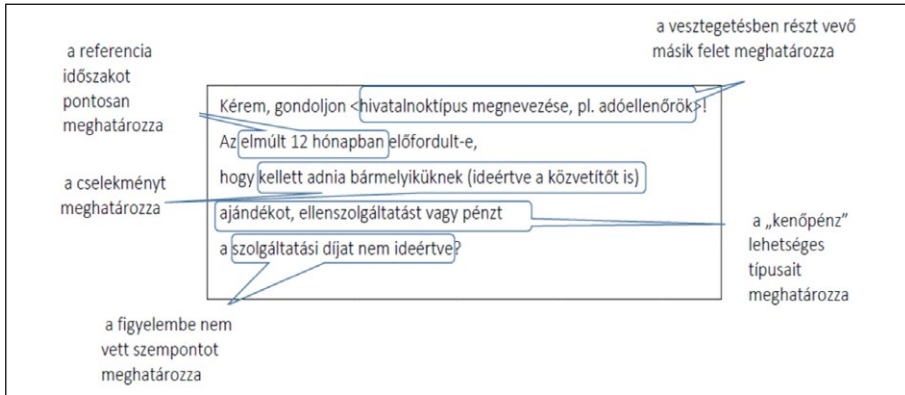 a vesztegetésben részt vevő
másik felet meghatározza
a referencia
időszakot
pontosan
meghatározza
Kérem, gondoljon <hivatalnoktípus megnevezése, pl. adóellenőrök>!
Az elmúlt 12 hónapban előfordult-e,
hogy kellett adnia bármelyiküknek (ideértve a közvetítőt is)
ajándékot, ellenszolgáltatást vagy pénzt
a szolgáltatási díjat nem ideértve?
a cselekményt
meghatározza
a „kenőpénz”
lehetséges
típusait
meghatározza
a figyelembe nem
vett szempontot
meghatározza